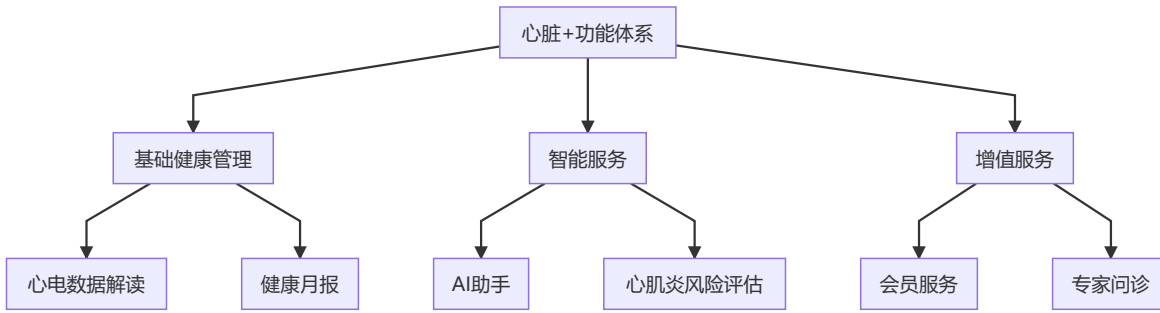 心脏+功能体系
基础健康管理
智能服务
增值服务
心电数据解读
健康月报
AI助手
心肌炎风险评估
会员服务
专家问诊